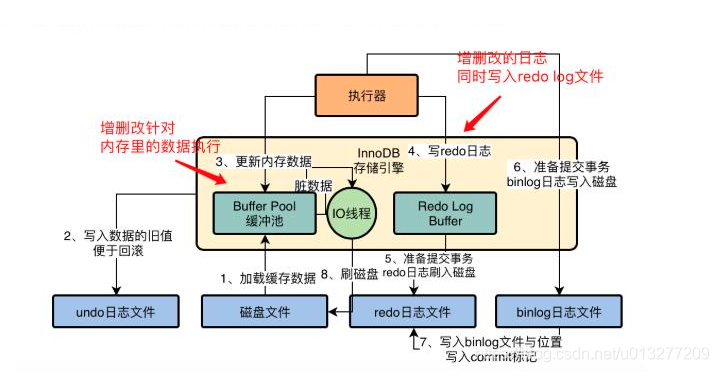 增删改的日志
同时写入redo log文件
执行器
增删改针对
内存里的数据执行
InnoDB
存储引擎
4、写redo日志
3、更新内存数据
脏数据
6、准备提交事务
binlog日志写入磁盘
Buffer Pool
缓冲池
IO线程
Redo Log
Buffer
2、写入数据的旧值
便于回滚
5、准备提交事务
redo日志刷入磁盘
1、加载缓存数据
8、刷磁盘
undo日志文件
磁盘文件
redo日志文件
binlog日志文件
7、写入binlog文件与位置
写入commit标记
csdn.net/u013277209